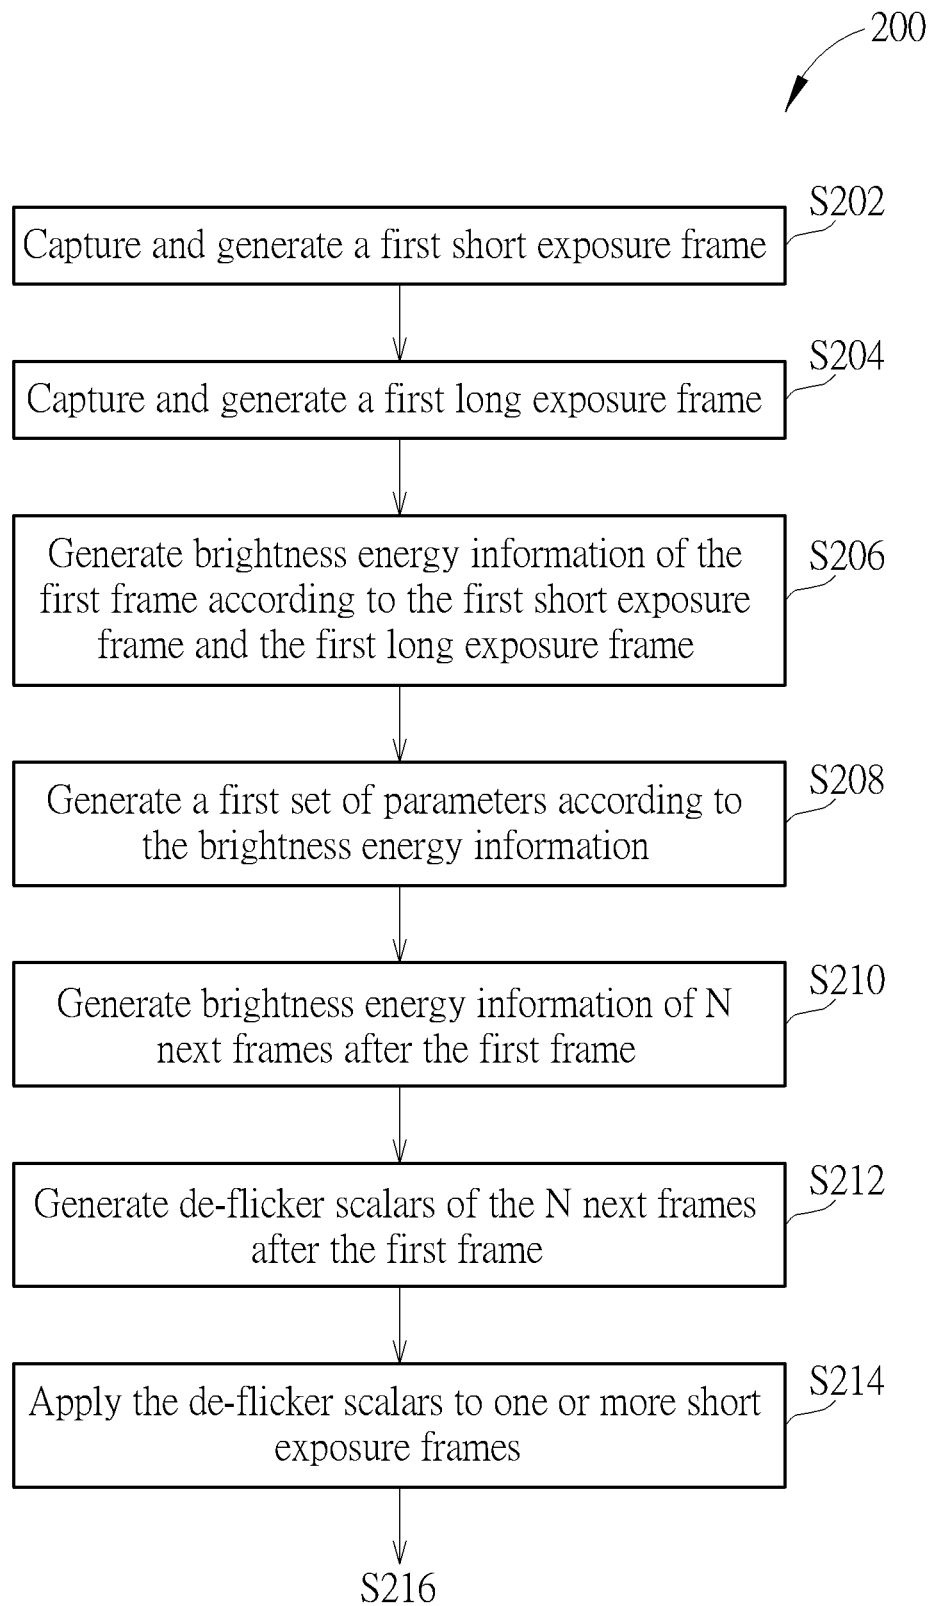 200
S202
Capture and generate a first short exposure frame
S204
Capture and generate a first long exposure frame
S206
Generate brightness energy information of the
first frame according to the first short exposure
frame and the first long exposure frame
S208
Generate a first set of parameters according to
the brightness energy information
S210
Generate brightness energy information of N
next frames after the first frame
S212
Generate de-flicker scalars of the N next frames
after the first frame
S214
Apply the de-flicker scalars to one or more short
exposure frames
S216